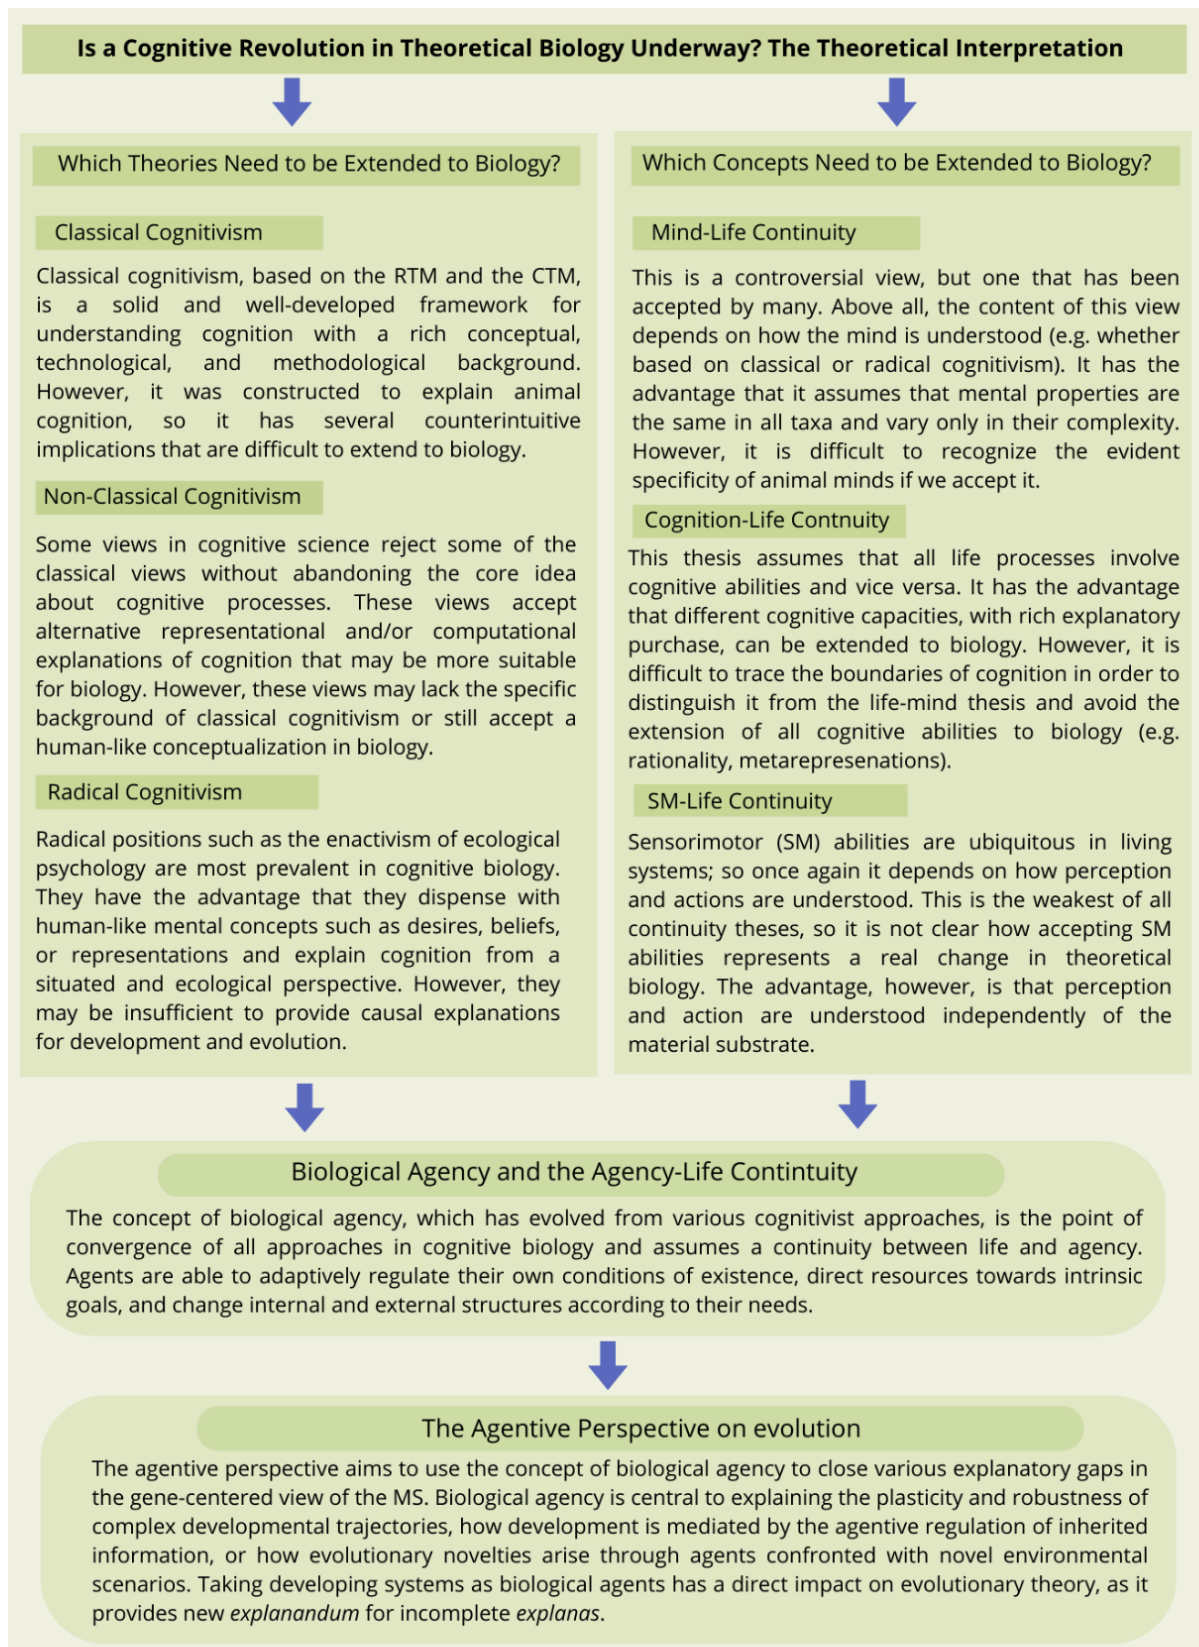 Is a Cognitive Revolution in Theoretical Biology Underway? The Theoretical Interpretation
Which Theories Need to be Extended to Biology?
Classical Cognitivism
Classical cognitivism, based on the RTM and the CTM,
is a solid and well-developed framework for
understanding cognition with a rich conceptual,
technological, and methodological background.
However, it was constructed to explain animal
cognition, so it has several counterintuitive
implications that are difficult to extend to biology.
Non-Classical Cognitivism
Some views in cognitive science reject some of the
classical views without abandoning the core idea
about cognitive processes. These views accept
alternative representational and/or computational
explanations of cognition that may be more suitable
for biology. However, these views may lack the specific
background of classical cognitivism or still accept a
human-like conceptualization in biology.
Radical Cognitivism
Radical positions such as the enactivism of ecological
psychology are most prevalent in cognitive biology.
They have the advantage that they dispense with
human-like mental concepts such as desires, beliefs,
or representations and explain cognition from a
situated and ecological perspective. However, they
may be insufficient to provide causal explanations
for development and evolution.
Which Concepts Need to be Extended to Biology?
Mind-Life Continuity
This is a controversial view, but one that has been
accepted by many. Above all, the content of this view
depends on how the mind is understood (e.g. whether
based on classical or radical cognitivism). It has the
advantage that it assumes that mental properties are
the same in all taxa and vary only in their complexity.
However, it is difficult to recognize the evident
specificity of animal minds if we accept it.
Cognition-Life Contnuity
This thesis assumes that all life processes involve
cognitive abilities and vice versa. It has the advantage
that different cognitive capacities, with rich explanatory
purchase, can be extended to biology. However, it is
difficult to trace the boundaries of cognition in order to
distinguish it from the life-mind thesis and avoid the
extension of all cognitive abilities to biology (e.g.
rationality, metarepresenations).
SM-Life Continuity
Sensorimotor (SM) abilities are ubiquitous in living
systems; so once again it depends on how perception
and actions are understood. This is the weakest of all
continuity theses, so it is not clear how accepting SM
abilities represents a real change in theoretical
biology. The advantage, however, is that perception
and action are understood independently of the
material substrate.
Biological Agency and the Agency-Life Contintuity
The concept of biological agency, which has evolved from various cognitivist approaches, is the point of
convergence of all approaches in cognitive biology and assumes a continuity between life and agency.
Agents are able to adaptively regulate their own conditions of existence, direct resources towards intrinsic
goals, and change internal and external structures according to their needs.
The Agentive Perspective on evolution
The agentive perspective aims to use the concept of biological agency to close various explanatory gaps in
the gene-centered view of the MS. Biological agency is central to explaining the plasticity and robustness of
complex developmental trajectories, how development is mediated by the agentive regulation of inherited
information, or how evolutionary novelties arise through agents confronted with novel environmental
scenarios. Taking developing systems as biological agents has a direct impact on evolutionary theory, as it
provides new explanandum for incomplete explanas.